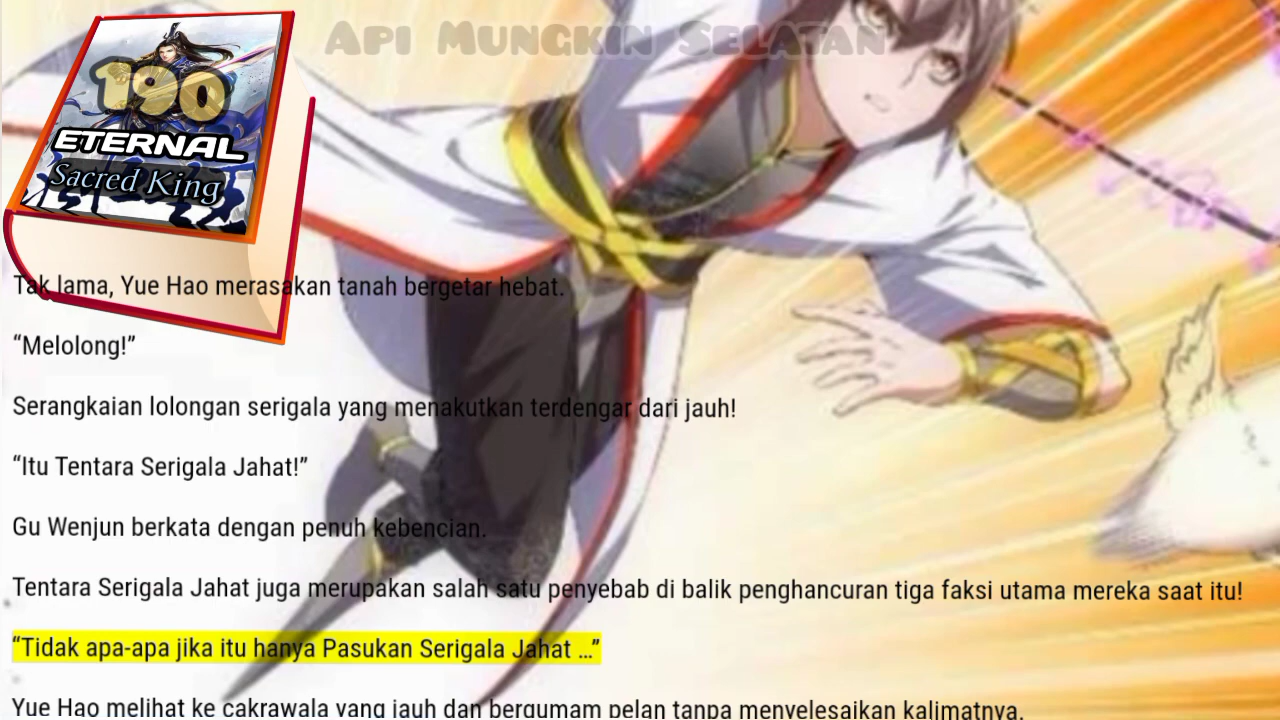 Api Mungkin Selatan
190
ETERNAL
Sacred King
Tak lama, Yue Hao merasakan tanah bergetar hebat.
“Melolong!”
Serangkaian lolongan serigala yang menakutkan terdengar dari jauh!
“Itu Tentara Serigala Jahat!”
Gu Wenjun berkata dengan penuh kebencian.
Tentara Serigala Jahat juga merupakan salah satu penyebab di balik penghancuran tiga faksi utama mereka saat itu!
“Tidak apa-apa jika itu hanya Pasukan Serigala Jahat ...”
Yue Hao melihat ke cakrawala yang jauh dan bergumam pelan tanpa menyelesaikan kalimatnya.